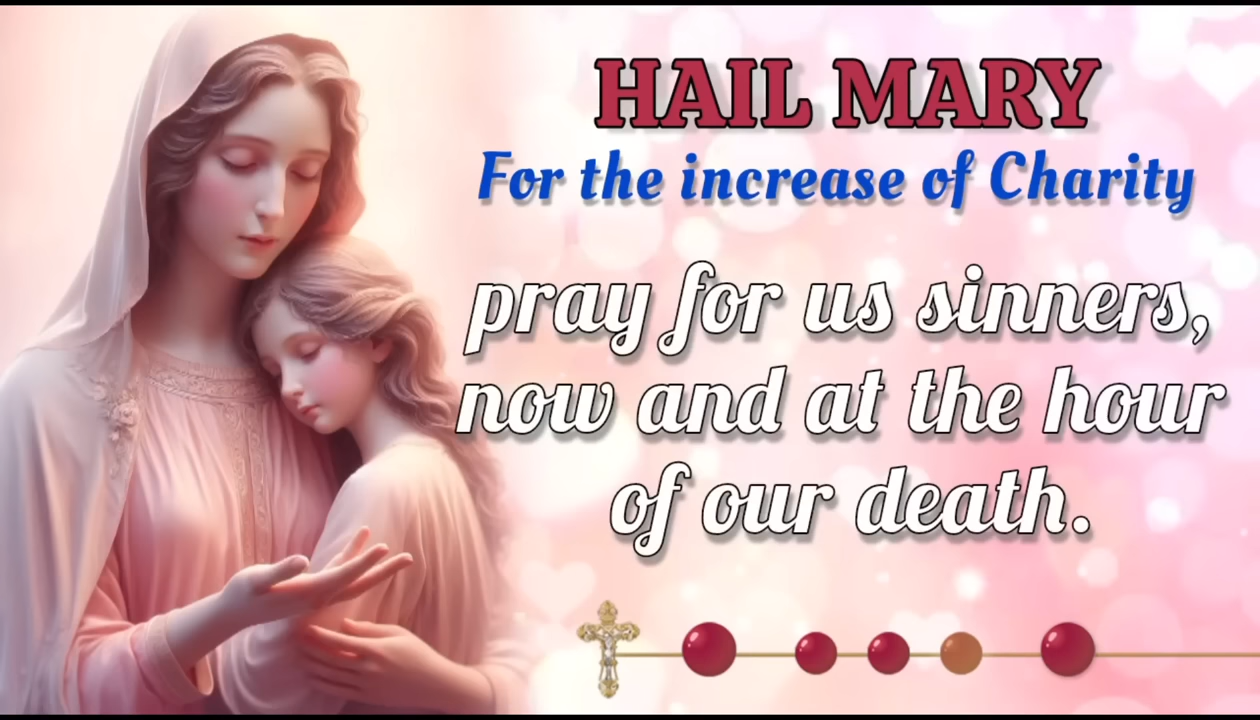 HAIL MARY
For the increase of Charity
pray for us sinners,
now and at the hour
of our death.